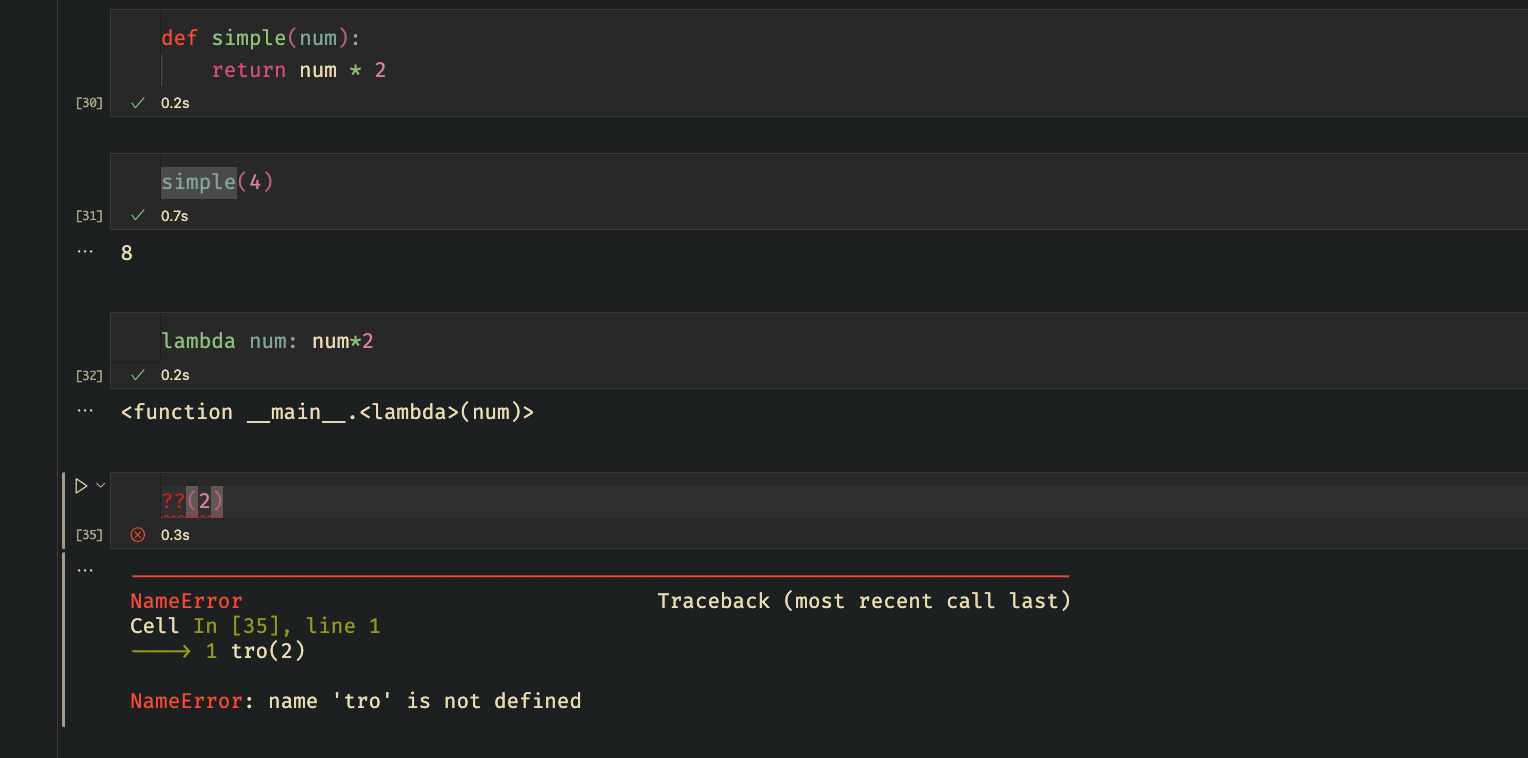 def simple(num):
return num * 2
[30] 0.2s
simple(4)
[31] 0.7s
... 8
lambda num: num*2
[32] 0.2s
... <function __main__.<lambda>(num)>
??(2)
[35] 0.3s
...
NameError Traceback (most recent call last)
Cell In [35], line 1
----> 1 tro(2)
NameError: name 'tro' is not defined